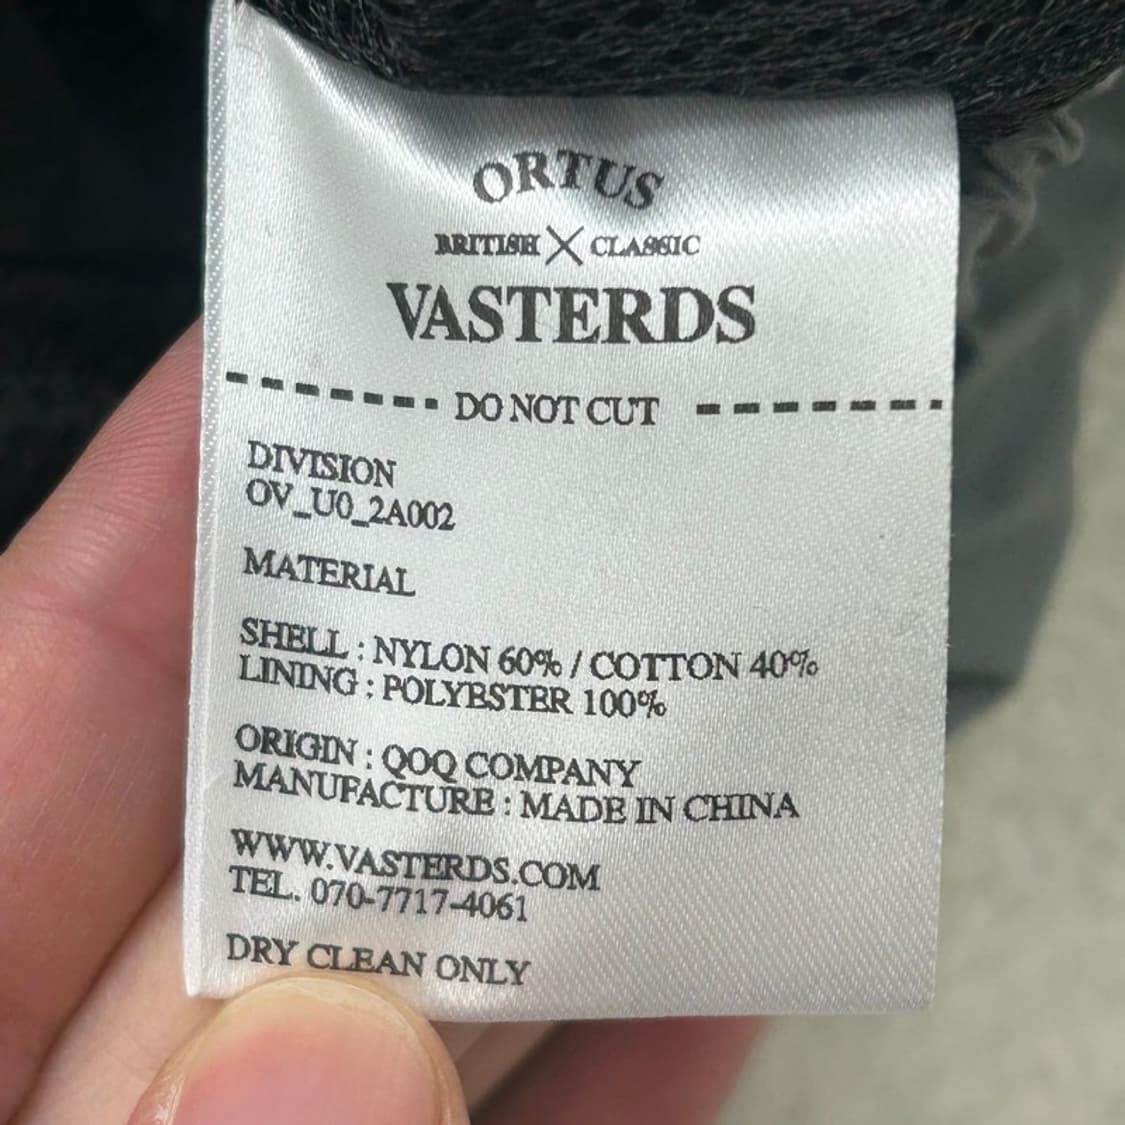 ORTUS
BRITISH X CLASSIC
VASTERDS
DO NOT CUT
DIVISION
OV_U0_2A002
MATERIAL
SHELL : NYLON 60% / COTTON 40%
LINING : POLYESTER 100%
ORIGIN : QOQ COMPANY
MANUFACTURE : MADE IN CHINA
WWW.VASTERDS.COM
TEL. 070-7717-4061
DRY CLEAN ONLY